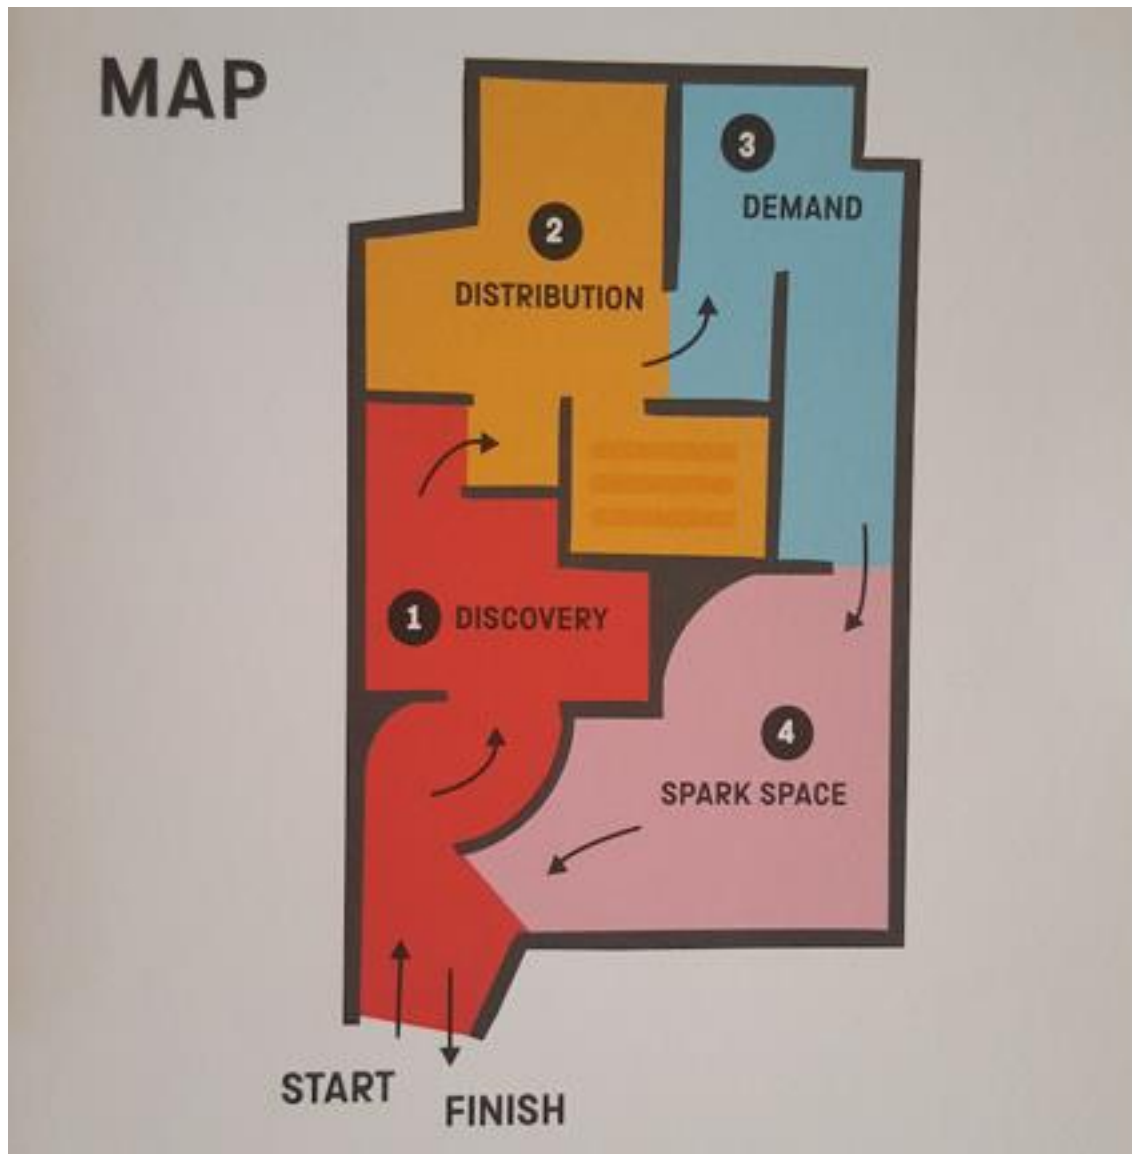 MAP
3
DEMAND
2
DISTRIBUTION
1 DISCOVERY
4
SPARK SPACE
START
FINISH